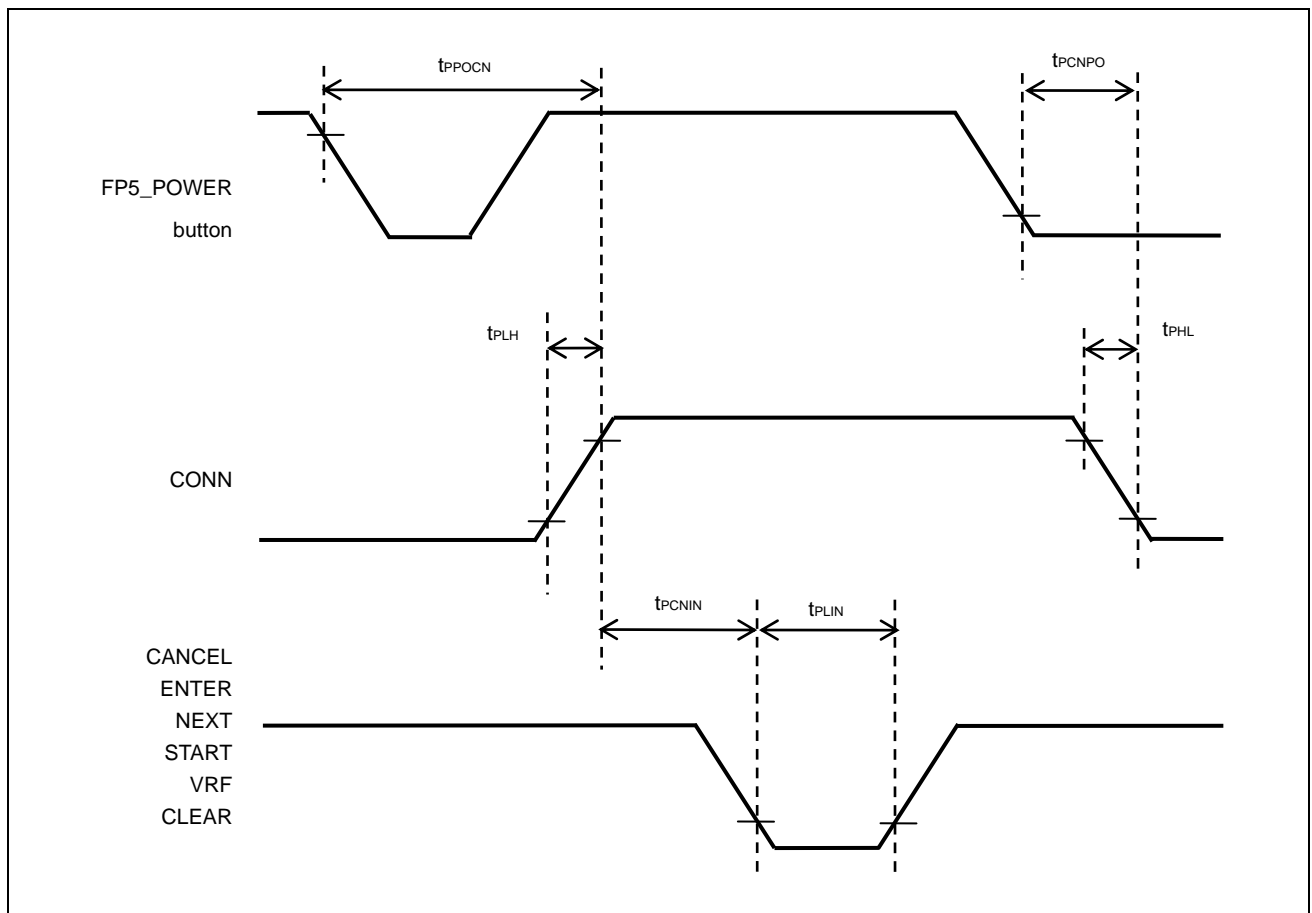 tPPOCN
tPCNPO
FP5_POWER
button
tPLH
tPHL
CONN
tPCNIN
tPLIN
CANCEL
ENTER
NEXT
START
VRF
CLEAR